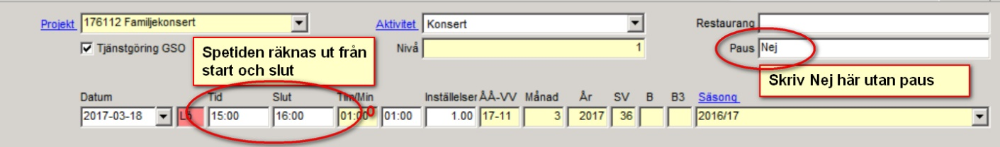 Projekt 176112 Familjekonsert Aktivitet Konsert Restaurang
Tjänstgöring GSO Nivå 1 Paus Nej
Spetiden räknas ut från
start och slut
Skriv Nej här utan paus
Datum Tid Slut Tim/Min Inställelser ÅÅ-VV Månad År SV B B3 Säsong
2017-03-18 Lö 15:00 16:00 01:00 0 01:00 1.00 17-11 3 2017 36 2016/17